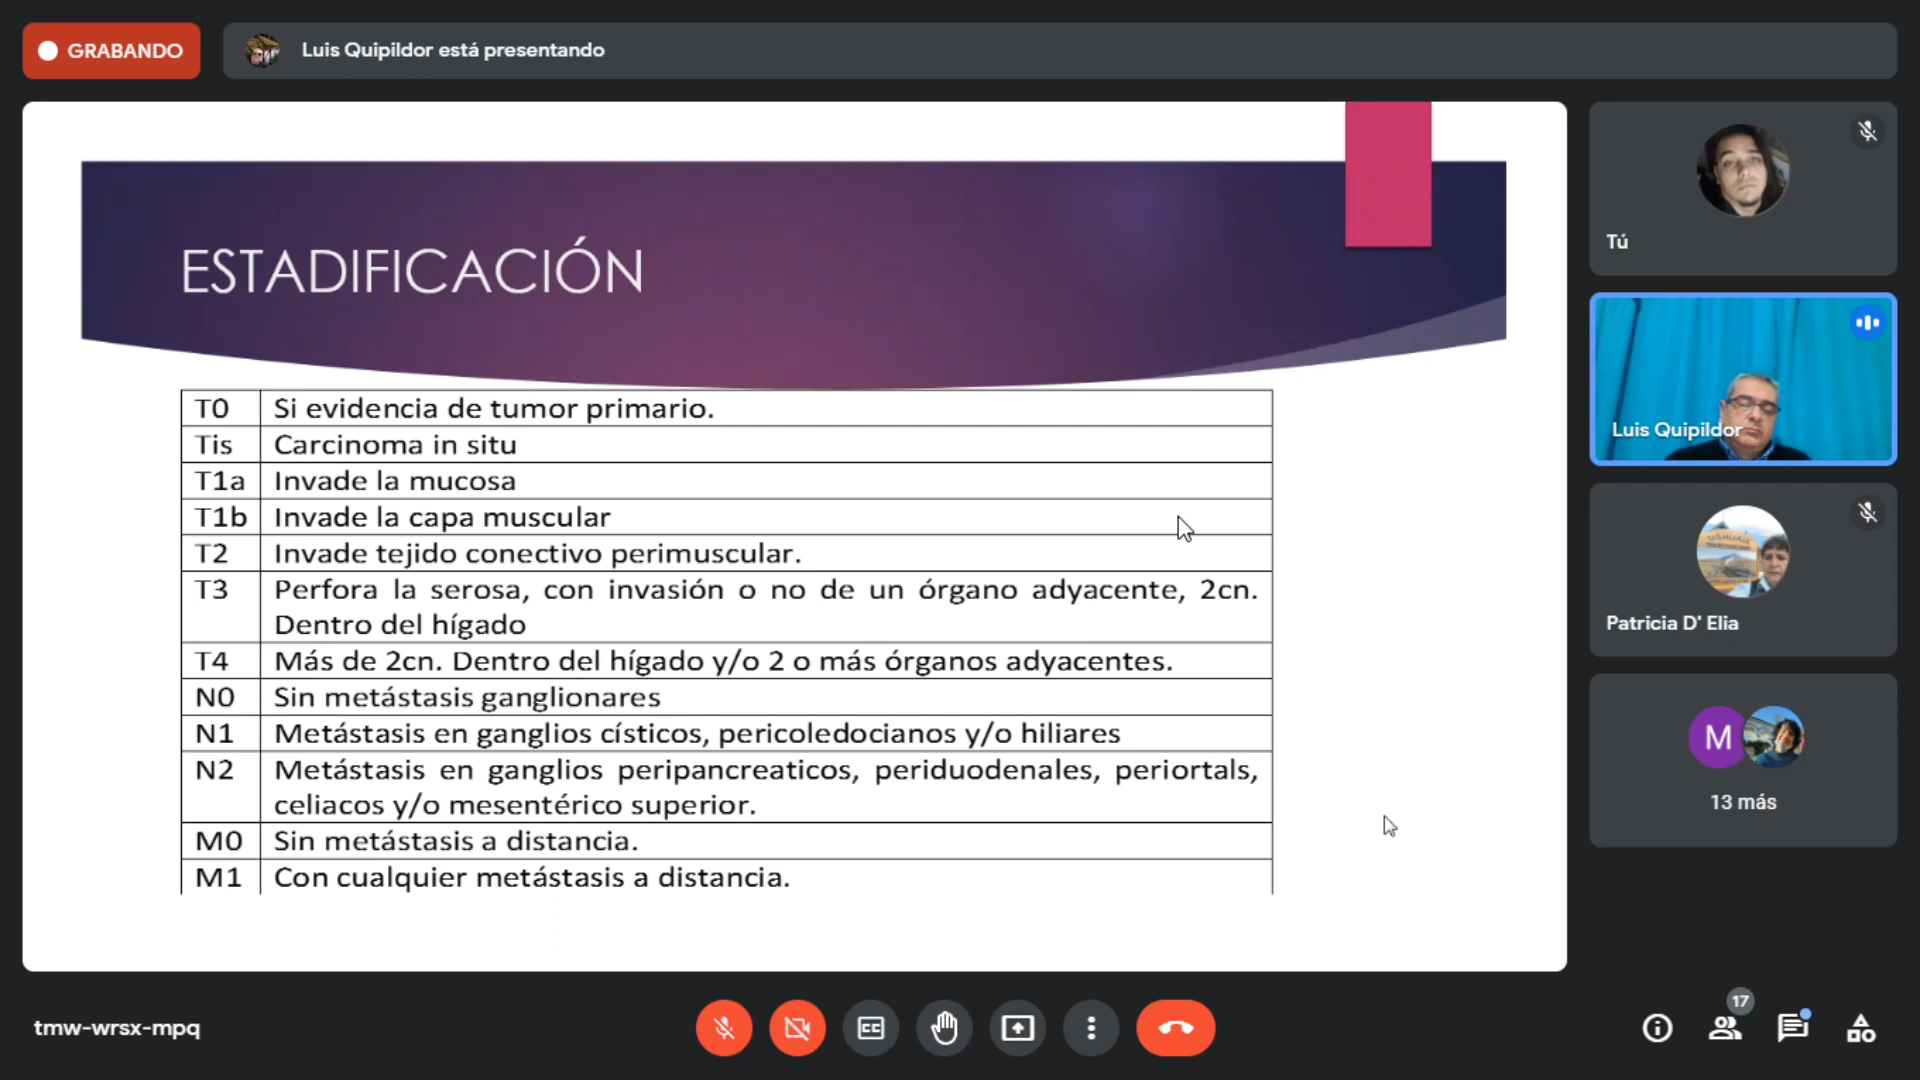 GRABANDO
Luis Quipildor está presentando
ESTADIFICACIÓN
T0 Si evidencia de tumor primario.
Tis Carcinoma in situ
T1a Invade la mucosa
T1b Invade la capa muscular
T2 Invade tejido conectivo perimuscular.
T3 Perfora la serosa, con invasión o no de un órgano adyacente, 2cn.
Dentro del hígado
T4 Más de 2cn. Dentro del hígado y/o 2 o más órganos adyacentes.
N0 Sin metástasis ganglionares
N1 Metástasis en ganglios císticos, pericoledocianos y/o hiliares
N2 Metástasis en ganglios peripancreaticos, periduodenales, periortals,
celiacos y/o mesentérico superior.
M0 Sin metástasis a distancia.
M1 Con cualquier metástasis a distancia.
Tú
Luis Quipildor
USHUAIA
Patricia D' Elia
M
13 más
tmw-wrsx-mpq
CC
17